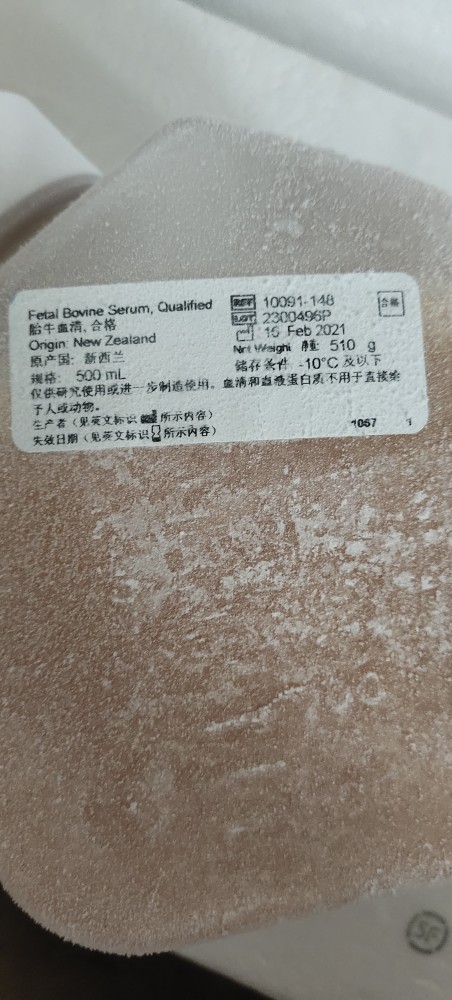 Fetal Bovine Serum, Qualified
胎牛血清, 合格
Origin: New Zealand
原产国: 新西兰
规格: 500 mL
REF 10091-148
LOT 2300496P
16 Feb 2021
Net Weight 净重: 510 g
储存条件 -10°C 及以下
合格
仅供研究使用或进一步制造使用。血清和血液蛋白质不用于直接给
予人或动物。
生产者 (见英文标识 所示内容)
失效日期 (见英文标识 所示内容)
1067
SF